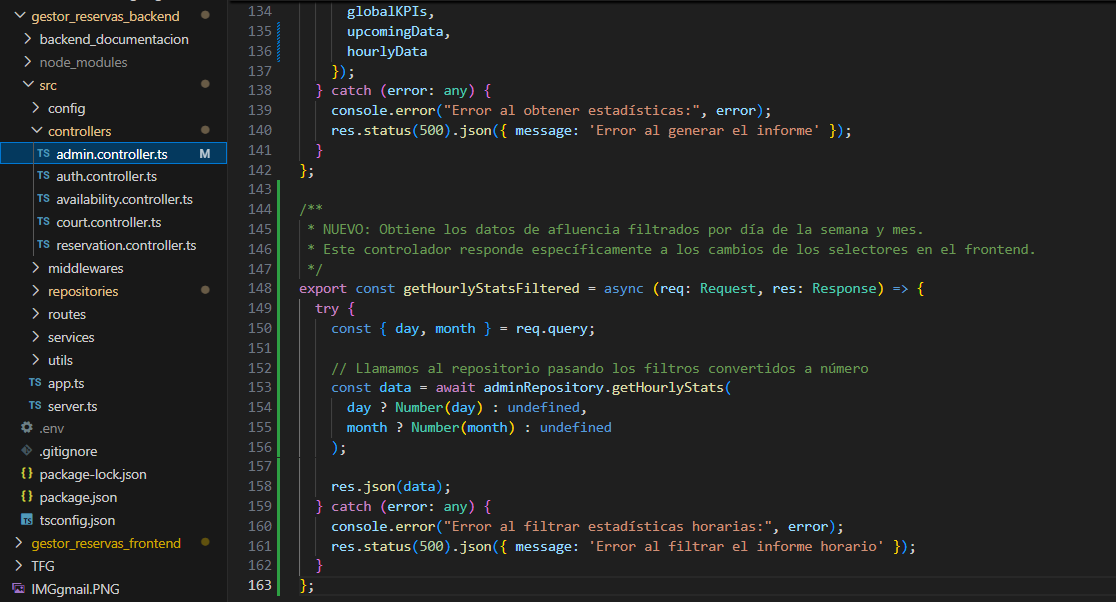 gestor_reservas_backend
backend_documentacion
node_modules
src
config
controllers
TS admin.controller.ts M
TS auth.controller.ts
TS availability.controller.ts
TS court.controller.ts
TS reservation.controller.ts
middlewares
repositories
routes
services
utils
TS app.ts
TS server.ts
.env
.gitignore
{} package-lock.json
{} package.json
TS tsconfig.json
gestor_reservas_frontend
TFG
IMGgmail.PNG
134 globalKPIs,
135 upcomingData,
136 hourlyData
137 });
138 } catch (error: any) {
139 console.error("Error al obtener estadísticas:", error);
140 res.status(500).json({ message: 'Error al generar el informe' });
141 }
142 };
143
144 /**
145 * NUEVO: Obtiene los datos de afluencia filtrados por día de la semana y mes.
146 * Este controlador responde específicamente a los cambios de los selectores en el frontend.
147 */
148 export const getHourlyStatsFiltered = async (req: Request, res: Response) => {
149 try {
150 const { day, month } = req.query;
151
152 // Llamamos al repositorio pasando los filtros convertidos a número
153 const data = await adminRepository.getHourlyStats(
154 day ? Number(day) : undefined,
155 month ? Number(month) : undefined
156 );
157
158 res.json(data);
159 } catch (error: any) {
160 console.error("Error al filtrar estadísticas horarias:", error);
161 res.status(500).json({ message: 'Error al filtrar el informe horario' });
162 }
163 };